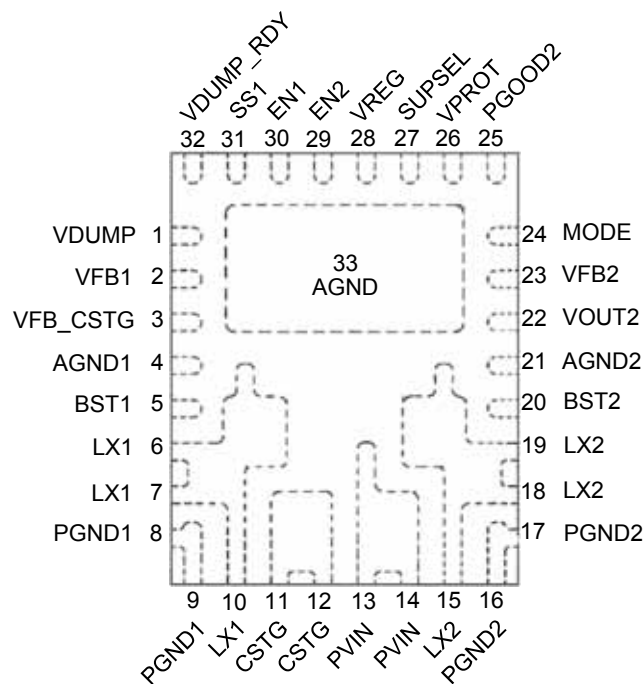 VDUMP_RDY SS1 EN1 EN2 VREG SUPSEL VPROT PGOOD2
32 31 30 29 28 27 26 25
VDUMP 1
VFB1 2
VFB_CSTG 3
AGND1 4
BST1 5
LX1 6
LX1 7
PGND1 8
33
AGND
24 MODE
23 VFB2
22 VOUT2
21 AGND2
20 BST2
19 LX2
18 LX2
17 PGND2
9 10 11 12 13 14 15 16
PGND1 LX1 CSTG CSTG PVIN PVIN LX2 PGND2